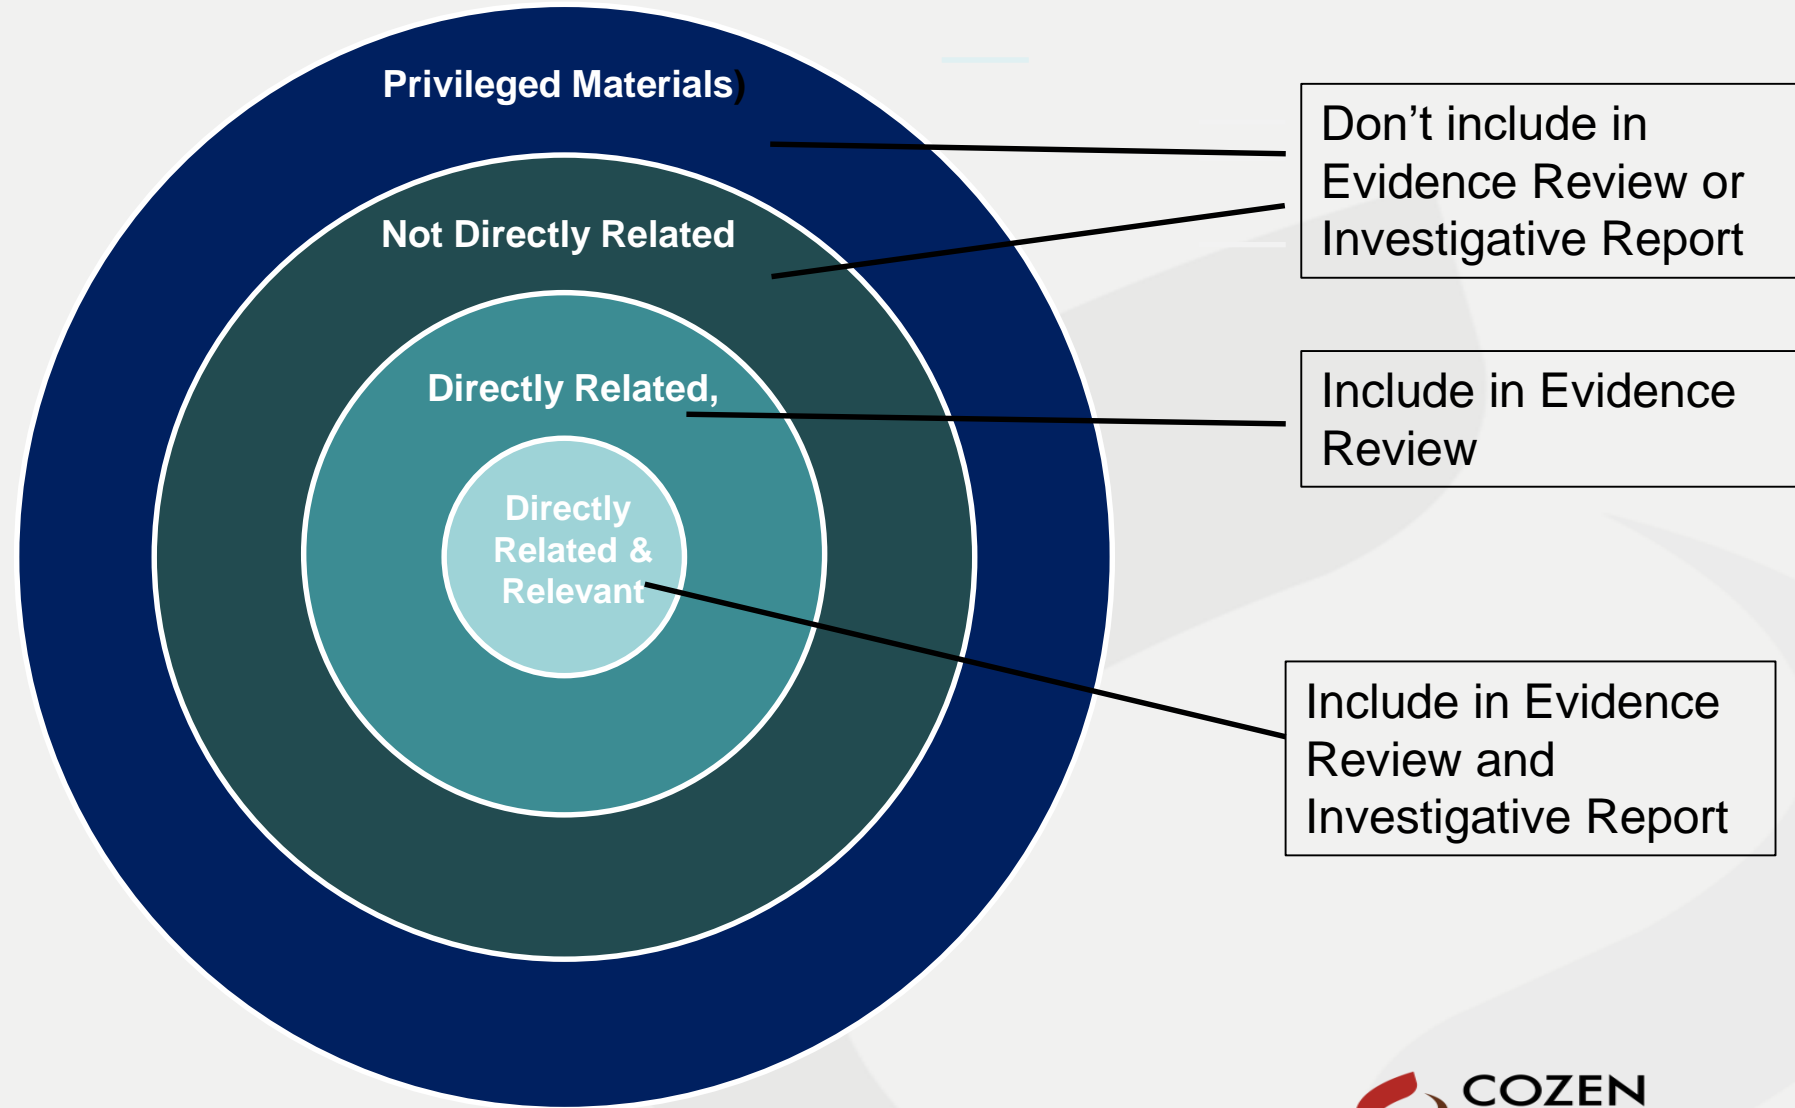 Privileged Materials)
Not Directly Related
Directly Related,
Directly
Related &
Relevant
Don’t include in
Evidence Review or
Investigative Report
Include in Evidence
Review
Include in Evidence
Review and
Investigative Report
COZEN